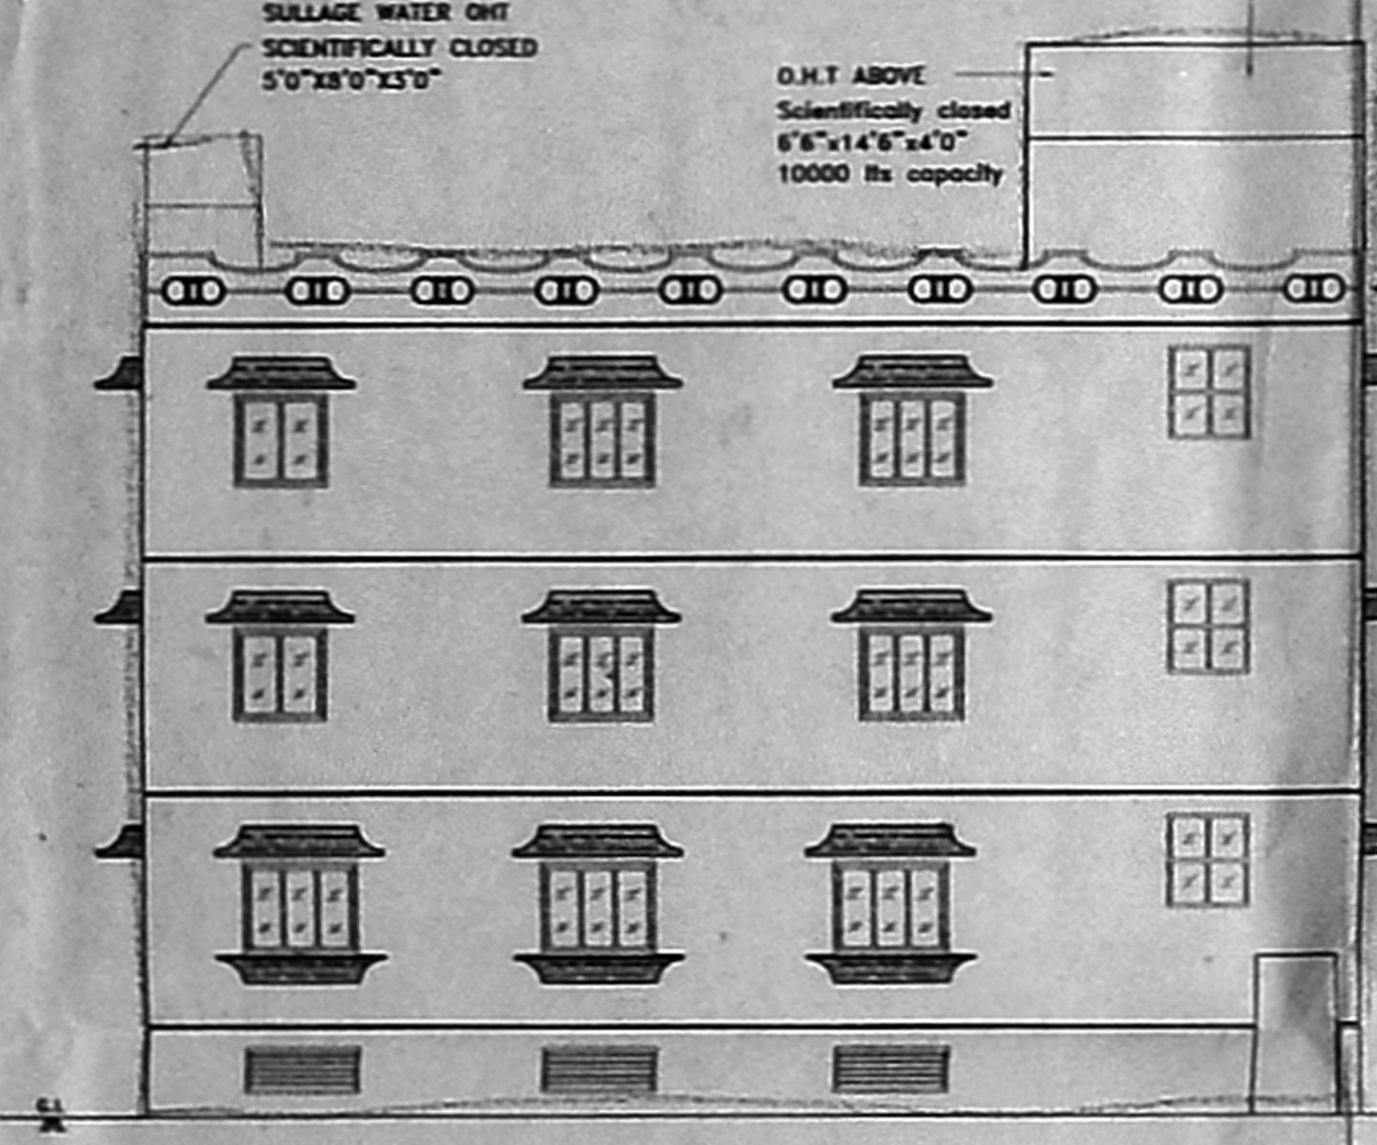 SULLAGE WATER OHT
SCIENTIFICALLY CLOSED
5'0"X8'0"X3'0"
O.H.T ABOVE
Scientifically closed
6'6"x14'6"x4'0"
10000 lts capacity
G.L